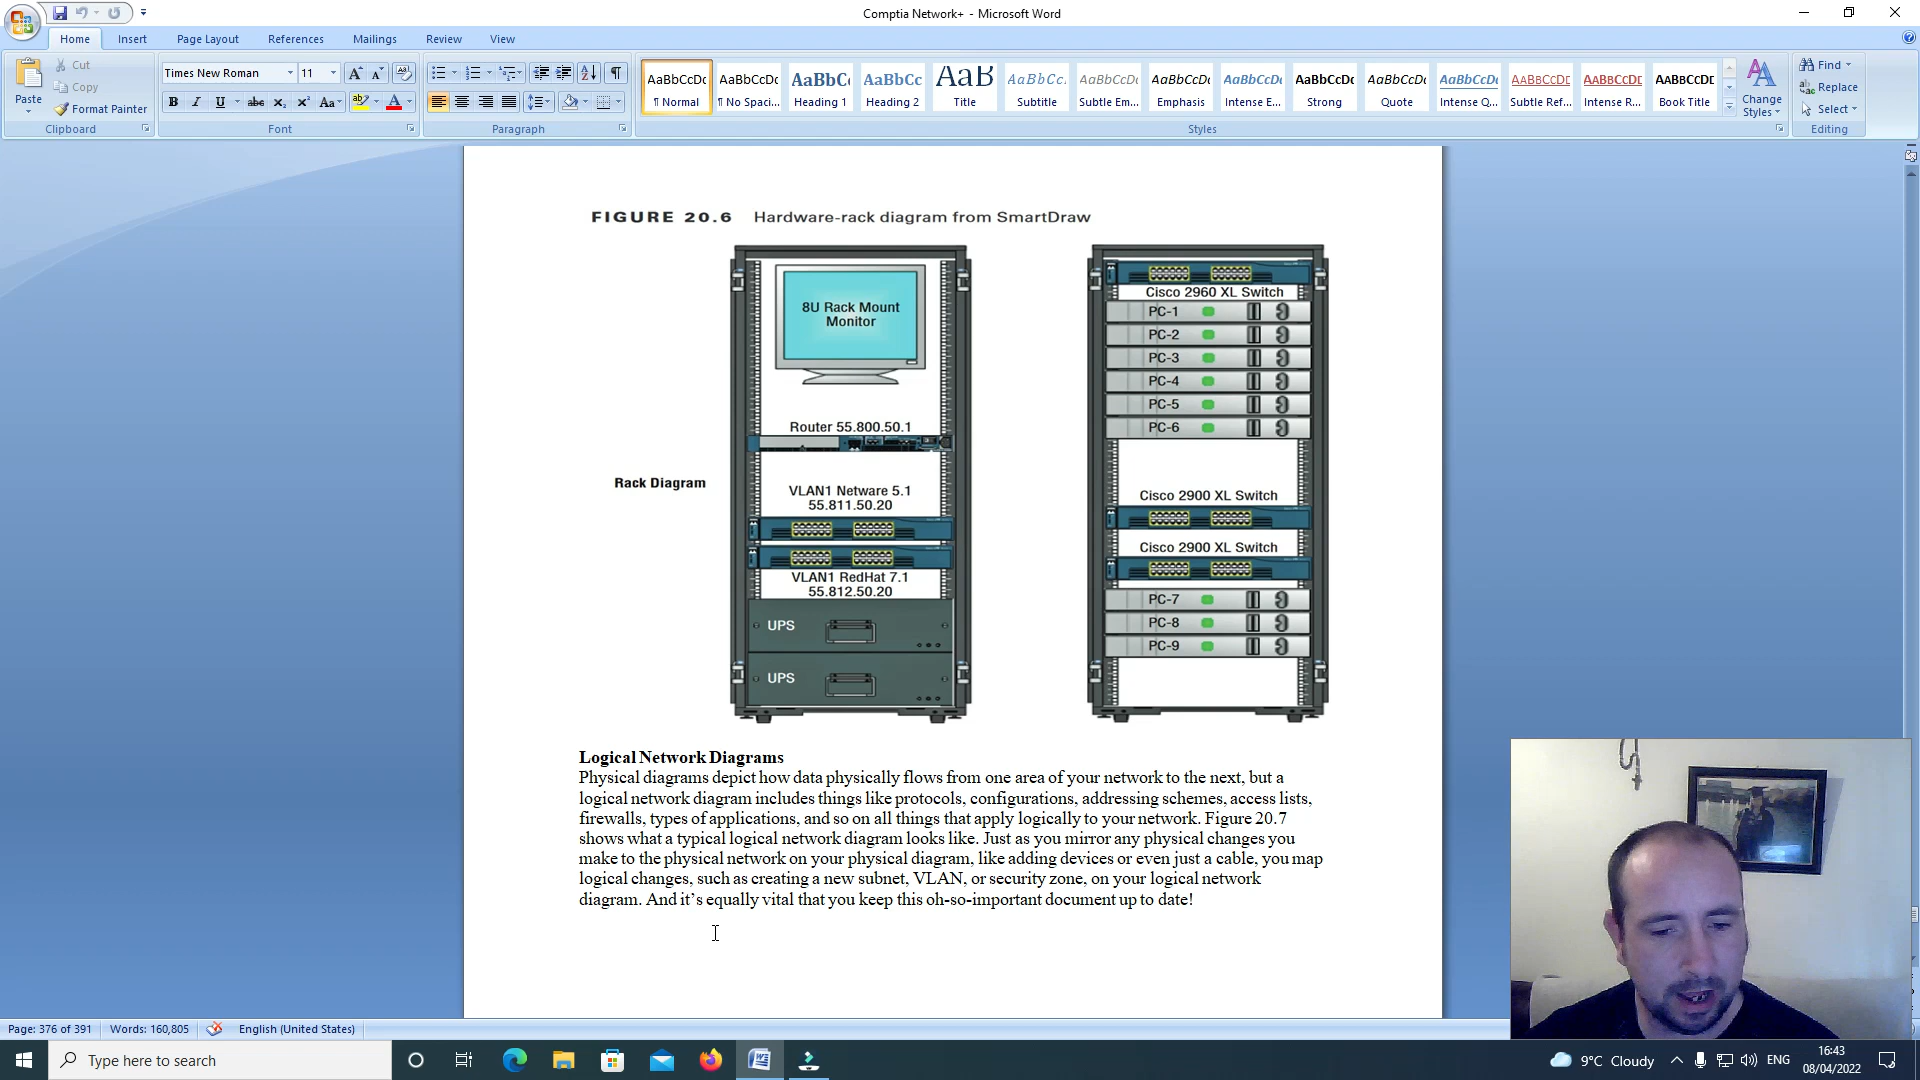 Comptia Network+ - Microsoft Word
Home Insert Page Layout References Mailings Review View
Paste
Cut
Copy
Format Painter
Clipboard
Times New Roman 11
Font
Paragraph
AaBbCcDc AaBbCcDc AaBbC AaBbCc AaB AaBbCc. AaBbCcDc AaBbCcDc AaBbCcDc AaBbCcDc AaBbCcDc AaBbCcDc AABBCCDC AABBCCDC AABBCCDC
¶ Normal ¶ No Spaci... Heading 1 Heading 2 Title Subtitle Subtle Em... Emphasis Intense E... Strong Quote Intense Q... Subtle Ref... Intense R... Book Title
Styles
Change Styles
Find
Replace
Select
Editing
FIGURE 20.6 Hardware-rack diagram from SmartDraw
Rack Diagram
8U Rack Mount
Monitor
Router 55.800.50.1
VLAN1 Netware 5.1
55.811.50.20
VLAN1 RedHat 7.1
55.812.50.20
UPS
UPS
Cisco 2960 XL Switch
PC-1
PC-2
PC-3
PC-4
PC-5
PC-6
Cisco 2900 XL Switch
Cisco 2900 XL Switch
PC-7
PC-8
PC-9
Logical Network Diagrams
Physical diagrams depict how data physically flows from one area of your network to the next, but a
logical network diagram includes things like protocols, configurations, addressing schemes, access lists,
firewalls, types of applications, and so on all things that apply logically to your network. Figure 20.7
shows what a typical logical network diagram looks like. Just as you mirror any physical changes you
make to the physical network on your physical diagram, like adding devices or even just a cable, you map
logical changes, such as creating a new subnet, VLAN, or security zone, on your logical network
diagram. And it’s equally vital that you keep this oh-so-important document up to date!
Page: 376 of 391 Words: 160,805 English (United States)
Type here to search
9°C Cloudy
ENG
16:43
08/04/2022